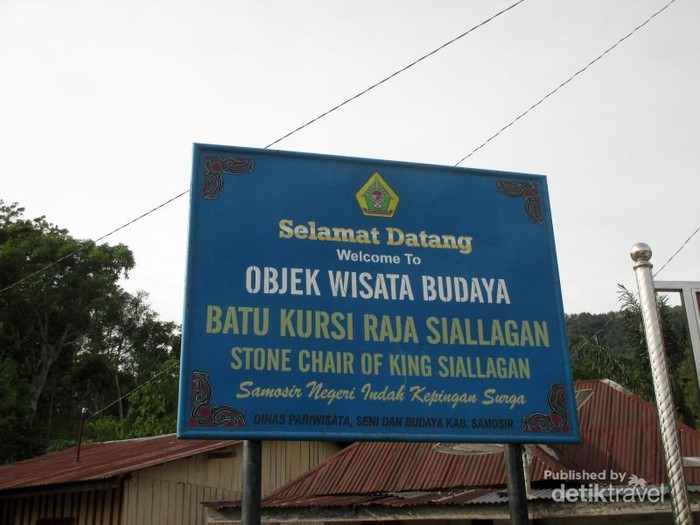 Selamat Datang
Welcome To
OBJEK WISATA BUDAYA
BATU KURSI RAJA SIALLAGAN
STONE CHAIR OF KING SIALLAGAN
Samosir Negeri Indah Kepingan Surga
DINAS PARIWISATA, SENI DAN BUDAYA KAB. SAMOSIR
Published by
detiktravel